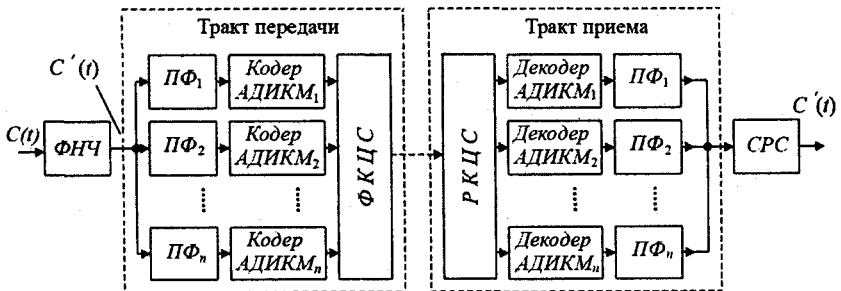 Тракт передачи
Тракт приема
C′(t)
C(t)
ФНЧ
ПФ₁
Кодер
АДИКМ₁
ПФ₂
Кодер
АДИКМ₂
ПФₙ
Кодер
АДИКМₙ
ФКЦС
РКЦС
Декодер
АДИКМ₁
ПФ₁
Декодер
АДИКМ₂
ПФ₂
Декодер
АДИКМₙ
ПФₙ
СРС
C′(t)